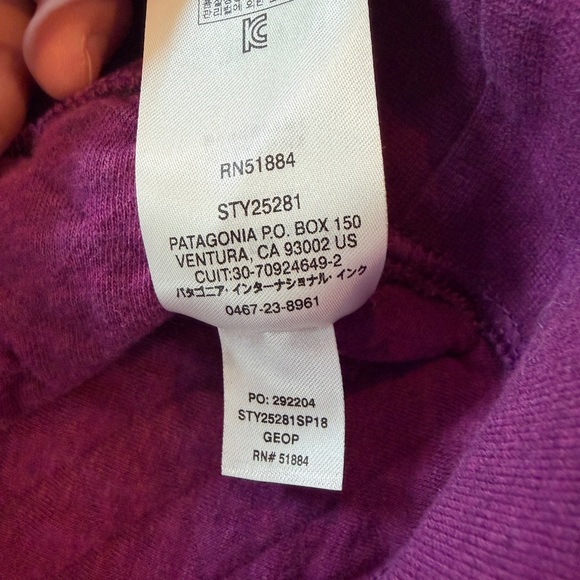 RN51884
STY25281
PATAGONIA P.O. BOX 150
VENTURA, CA 93002 US
CUIT:30-70924649-2
パタゴニア・インターナショナル・インク
0467-23-8961
PO: 292204
STY25281SP18
GEOP
RN# 51884